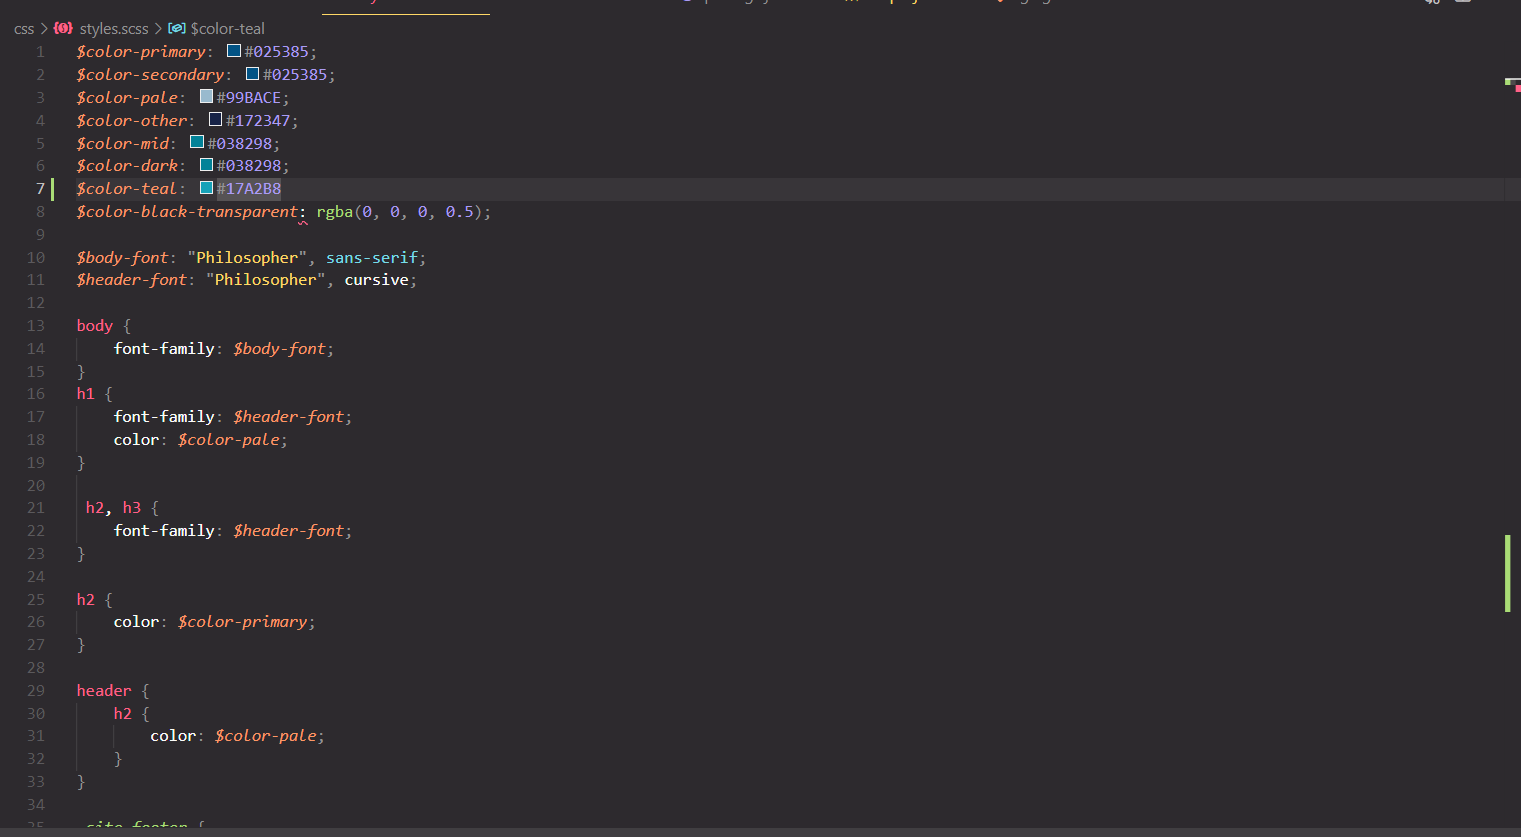 css > styles.scss > $color-teal
1 $color-primary: #025385;
2 $color-secondary: #025385;
3 $color-pale: #99BACE;
4 $color-other: #172347;
5 $color-mid: #038298;
6 $color-dark: #038298;
7 $color-teal: #17A2B8
8 $color-black-transparent: rgba(0, 0, 0, 0.5);
9
10 $body-font: "Philosopher", sans-serif;
11 $header-font: "Philosopher", cursive;
12
13 body {
14 font-family: $body-font;
15 }
16 h1 {
17 font-family: $header-font;
18 color: $color-pale;
19 }
20
21 h2, h3 {
22 font-family: $header-font;
23 }
24
25 h2 {
26 color: $color-primary;
27 }
28
29 header {
30 h2 {
31 color: $color-pale;
32 }
33 }
34